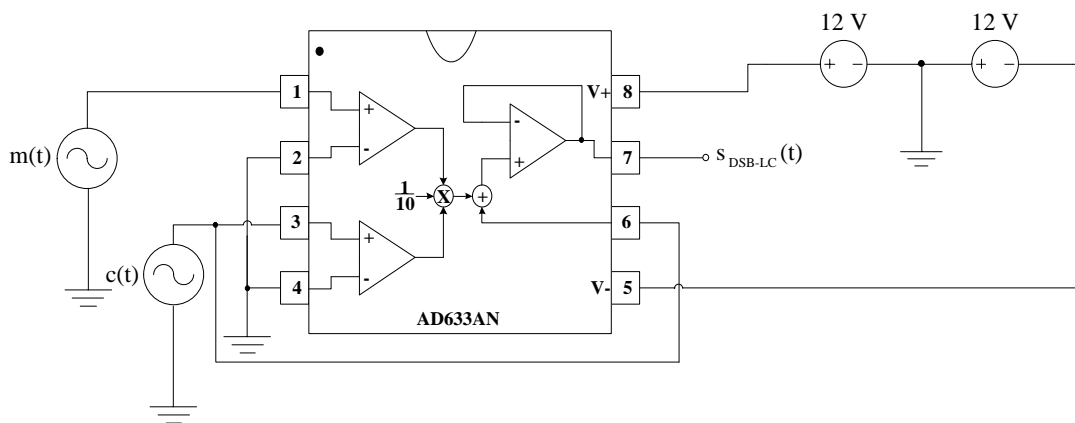 12 V
12 V
+ -
+ -
1
V+ 8
+
-
-
+
m(t)
2
7
S DSB-LC (t)
1
10
X
+
3
6
+
-
c(t)
4
V- 5
AD633AN